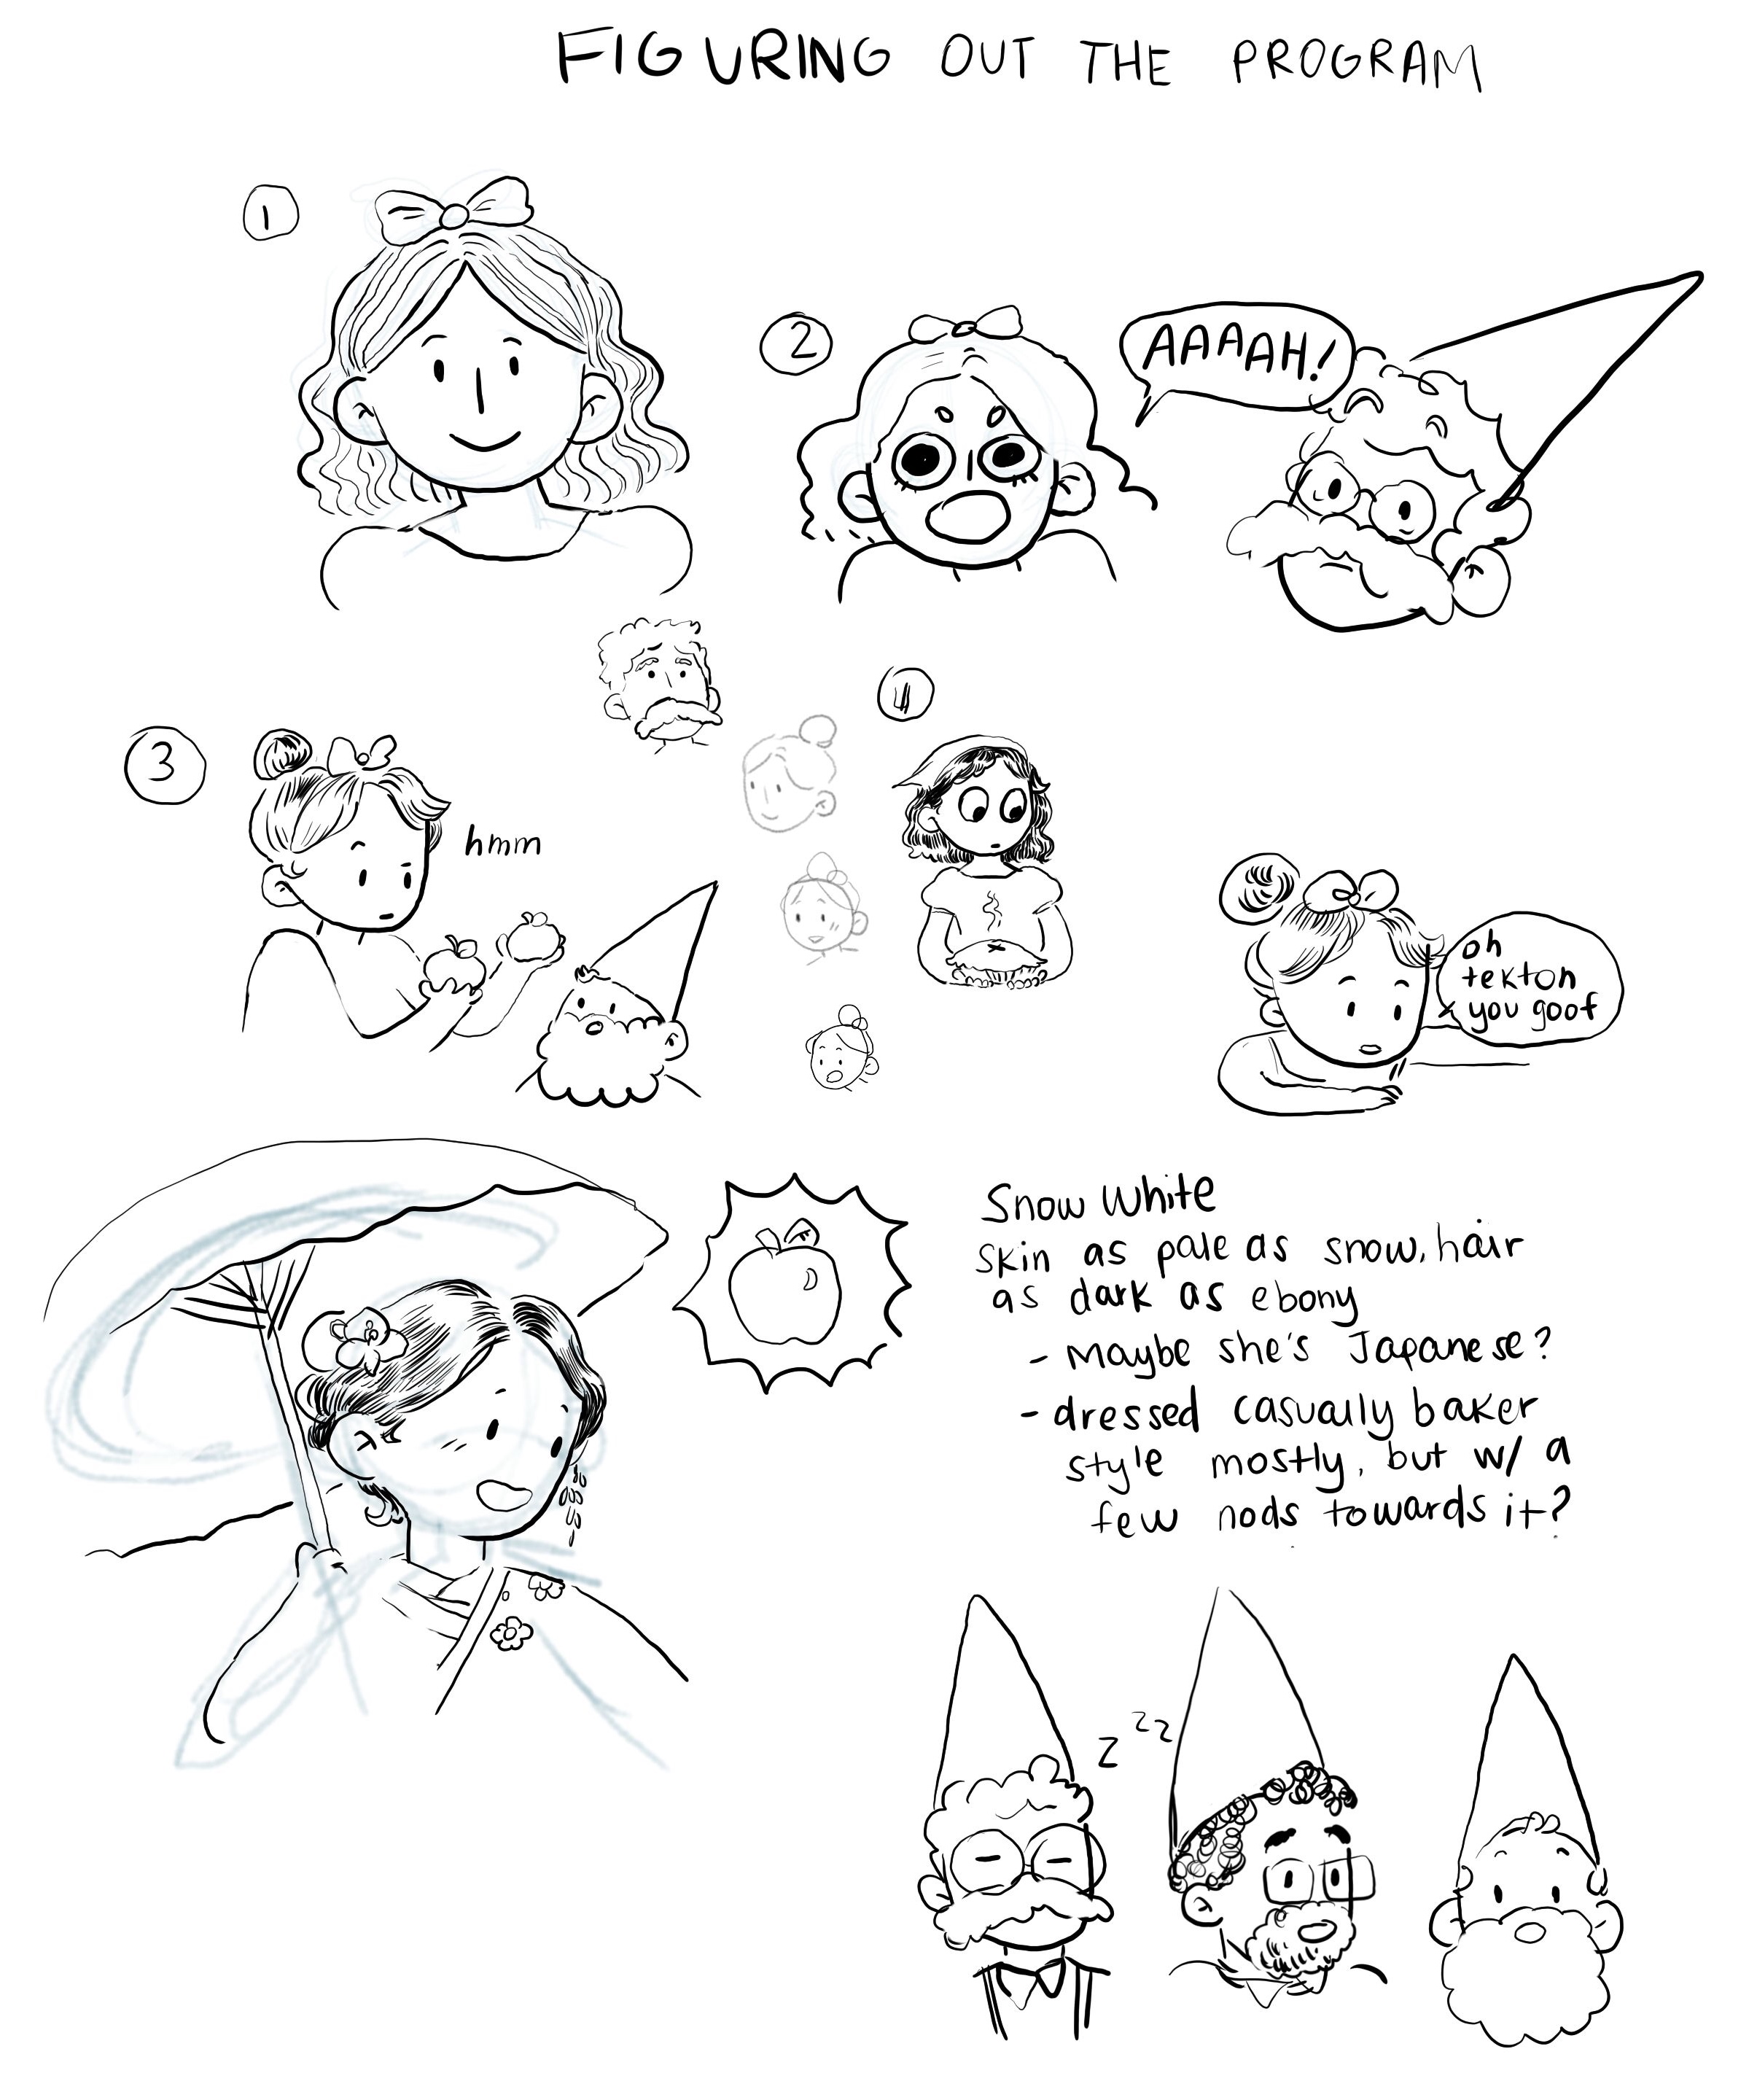 FIGURING OUT THE PROGRAM
1
2
AAAAH!
3
hmm
4
oh
tekton
you goof
Snow White
skin as pale as snow, hair
as dark as ebony
- Maybe she's Japanese?
- dressed casually baker
style mostly, but w/ a
few nods towards it?
z zz